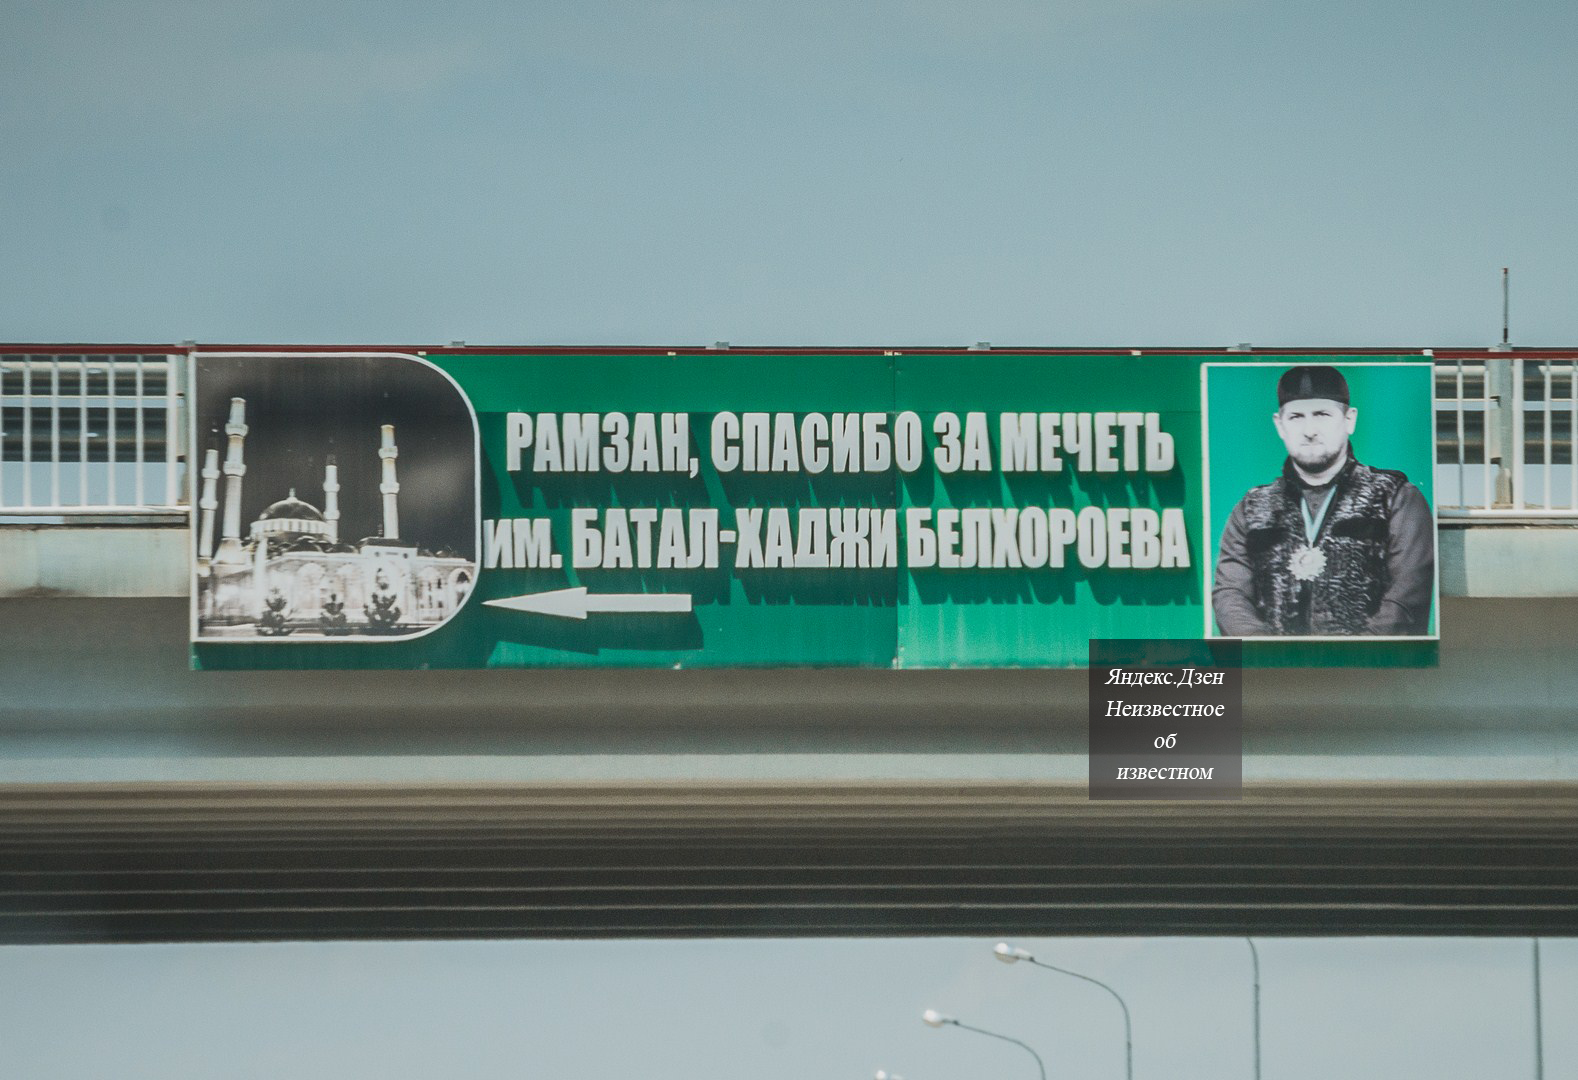 РАМЗАН, СПАСИБО ЗА МЕЧЕТЬ
ИМ. БАТАЛ-ХАДЖИ БЕЛХОРОЕВА
Яндекс.Дзен
Неизвестное
об
известном